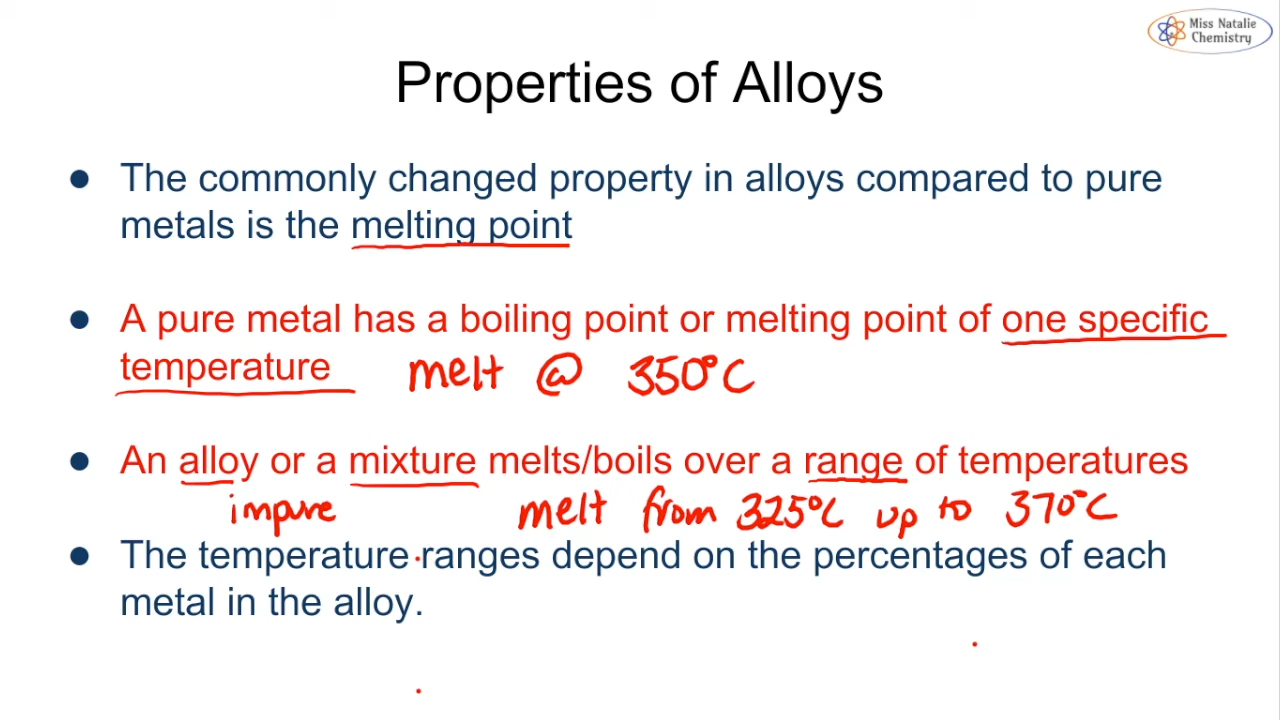 Miss Natalie
Chemistry
Properties of Alloys
● The commonly changed property in alloys compared to pure
metals is the melting point
● A pure metal has a boiling point or melting point of one specific
temperature melt @ 350°C
● An alloy or a mixture melts/boils over a range of temperatures
impure melt from 325°C up to 370°C
● The temperature ranges depend on the percentages of each
metal in the alloy.